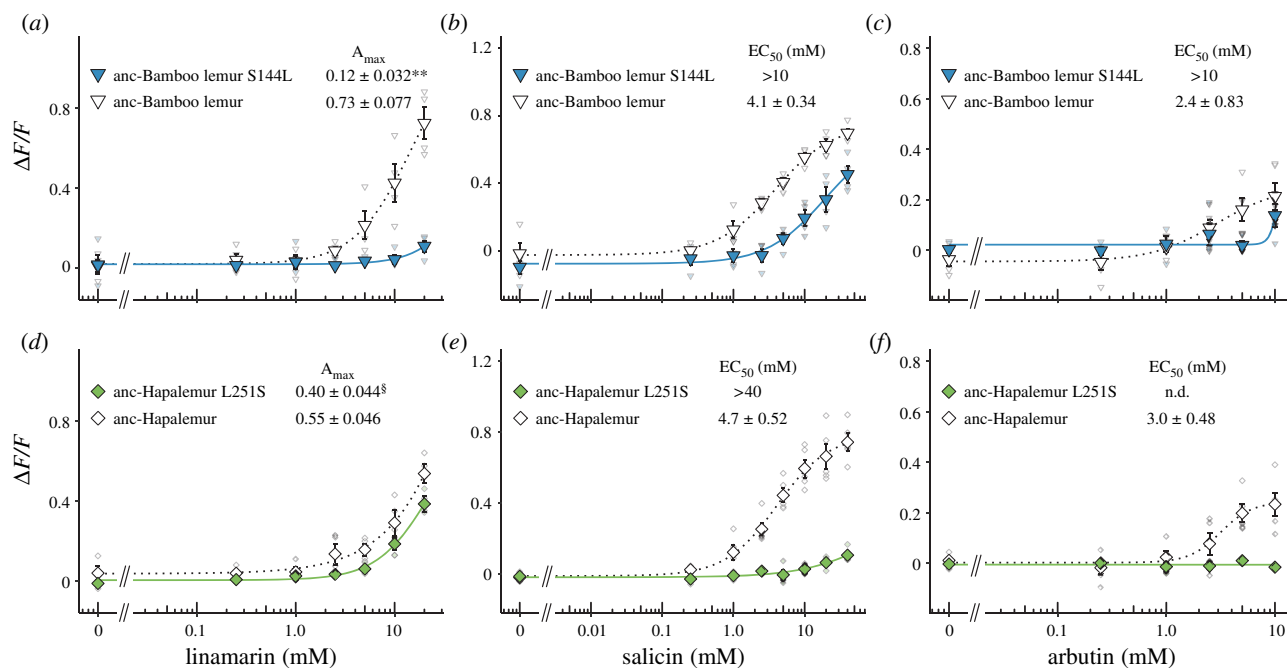 (a)
A max
anc-Bamboo lemur S144L 0.12 ± 0.032**
anc-Bamboo lemur 0.73 ± 0.077
ΔF/F
0.8
0.4
0
(b)
EC50 (mM)
anc-Bamboo lemur S144L >10
anc-Bamboo lemur 4.1 ± 0.34
1.2
0.8
0.4
0
(c)
EC50 (mM)
anc-Bamboo lemur S144L >10
anc-Bamboo lemur 2.4 ± 0.83
0.8
0.6
0.4
0.2
0
(d)
A max
anc-Hapalemur L251S 0.40 ± 0.044§
anc-Hapalemur 0.55 ± 0.046
ΔF/F
0.8
0.4
0
0 0.1 1.0 10
linamarin (mM)
(e)
EC50 (mM)
anc-Hapalemur L251S >40
anc-Hapalemur 4.7 ± 0.52
1.2
0.8
0.4
0
0 0.01 0.1 1.0 10
salicin (mM)
(f)
EC50 (mM)
anc-Hapalemur L251S n.d.
anc-Hapalemur 3.0 ± 0.48
0.8
0.6
0.4
0.2
0
0 0.1 1.0 10
arbutin (mM)